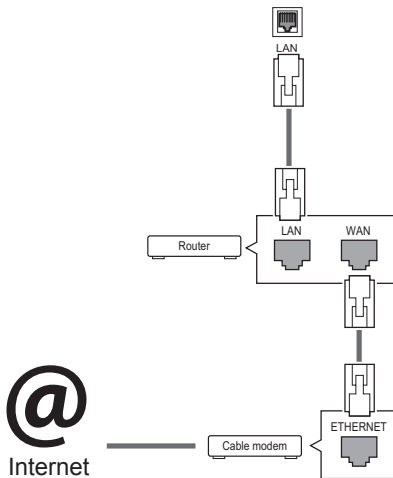 LAN
LAN WAN
Router
ETHERNET
@
Cable modem
Internet